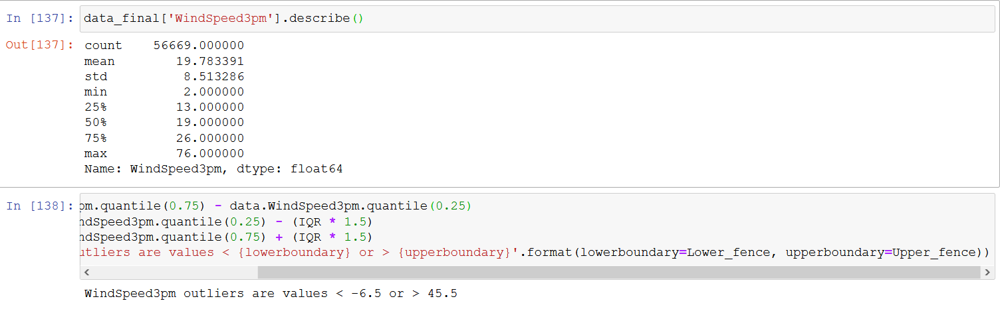 In [137]: data_final['WindSpeed3pm'].describe()
Out[137]: count    56669.000000
mean        19.783391
std          8.513286
min          2.000000
25%         13.000000
50%         19.000000
75%         26.000000
max         76.000000
Name: WindSpeed3pm, dtype: float64
In [138]: pm.quantile(0.75) - data.WindSpeed3pm.quantile(0.25)
ndSpeed3pm.quantile(0.25) - (IQR * 1.5)
ndSpeed3pm.quantile(0.75) + (IQR * 1.5)
utliers are values < {lowerboundary} or > {upperboundary}'.format(lowerboundary=Lower_fence, upperboundary=Upper_fence))
WindSpeed3pm outliers are values < -6.5 or > 45.5